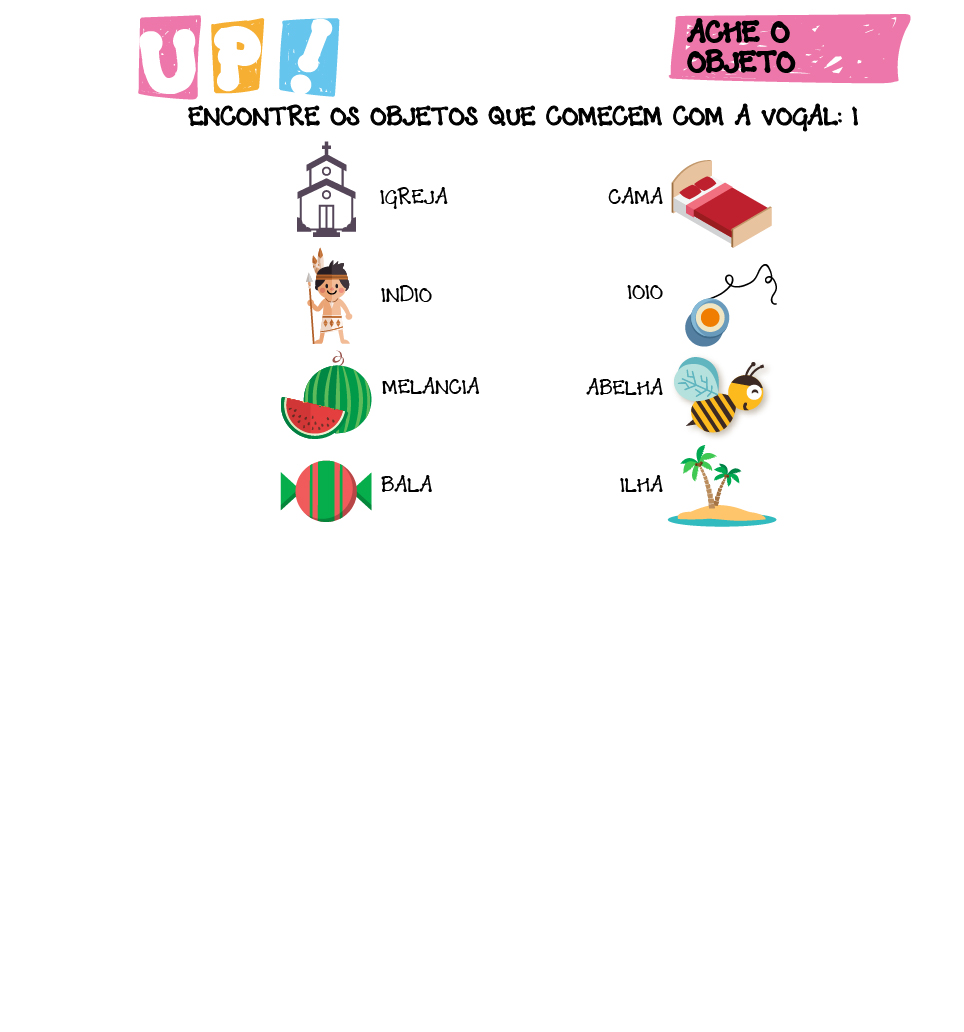 UP!
ACHE O
OBJETO
ENCONTRE OS OBJETOS QUE COMECEM COM A VOGAL: I
IGREJA
CAMA
INDIO
IOIO
MELANCIA
ABELHA
BALA
ILHA